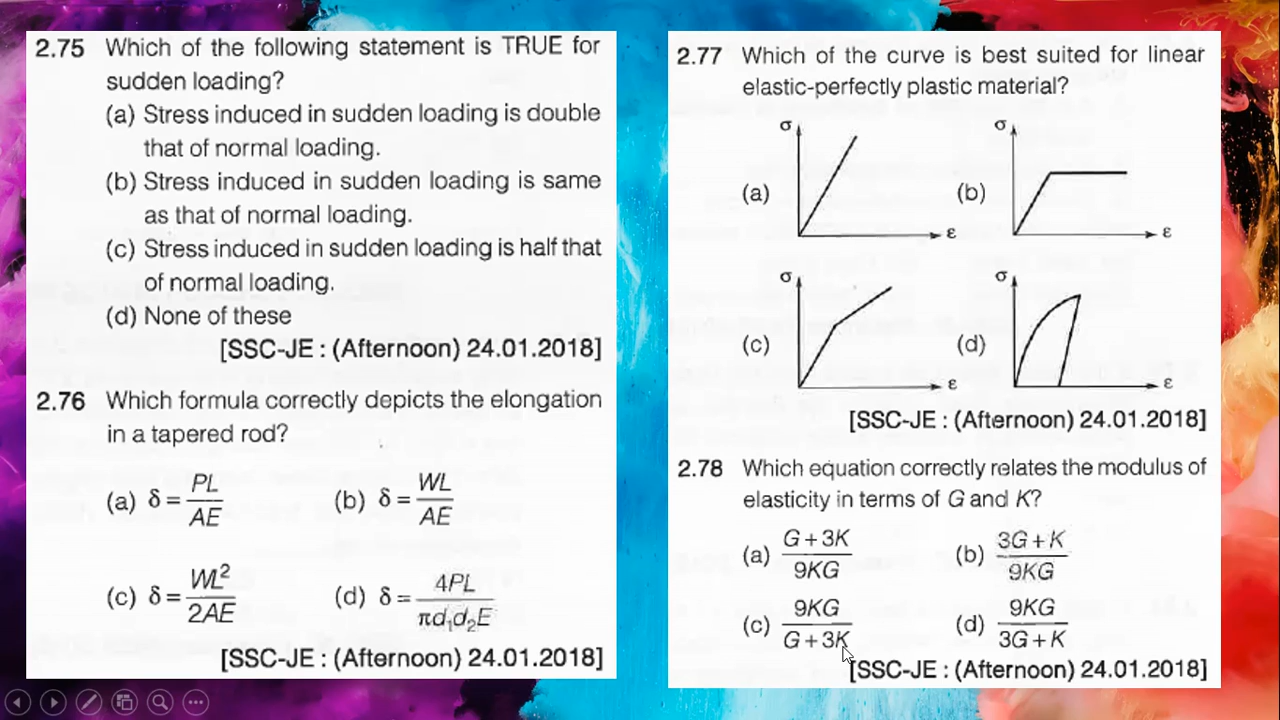 2.75 Which of the following statement is TRUE for
sudden loading?
(a) Stress induced in sudden loading is double
that of normal loading.
(b) Stress induced in sudden loading is same
as that of normal loading.
(c) Stress induced in sudden loading is half that
of normal loading.
(d) None of these
[SSC-JE : (Afternoon) 24.01.2018]
2.76 Which formula correctly depicts the elongation
in a tapered rod?
(a) δ = PL/AE (b) δ = WL/AE
(c) δ = WL²/2AE (d) δ = 4PL/πd₁d₂E
[SSC-JE : (Afternoon) 24.01.2018]
2.77 Which of the curve is best suited for linear
elastic-perfectly plastic material?
σ σ
(a) (b)
ε ε
σ σ
(c) (d)
ε ε
[SSC-JE : (Afternoon) 24.01.2018]
2.78 Which equation correctly relates the modulus of
elasticity in terms of G and K?
(a) G + 3K/9KG (b) 3G + K/9KG
(c) 9KG/G + 3K (d) 9KG/3G + K
[SSC-JE : (Afternoon) 24.01.2018]